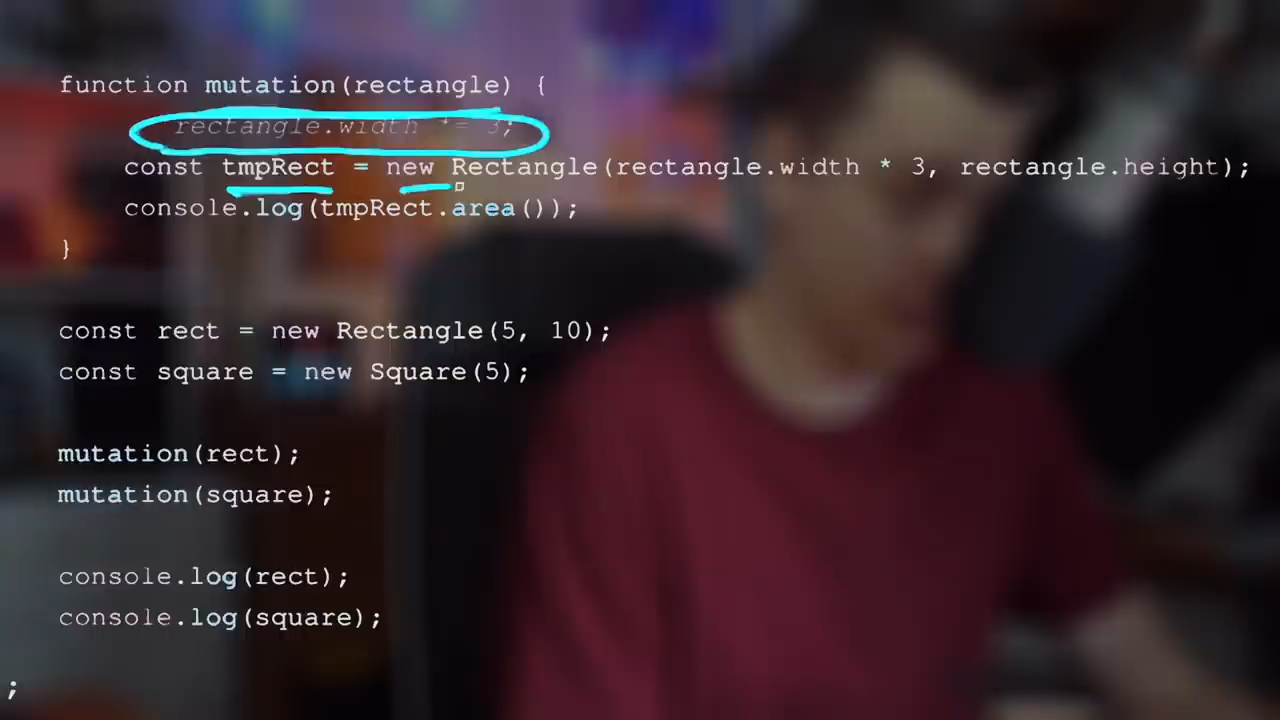 function mutation(rectangle) {
rectangle.width *= 3;
const tmpRect = new Rectangle(rectangle.width * 3, rectangle.height);
console.log(tmpRect.area());
}
const rect = new Rectangle(5, 10);
const square = new Square(5);
mutation(rect);
mutation(square);
console.log(rect);
console.log(square);
;